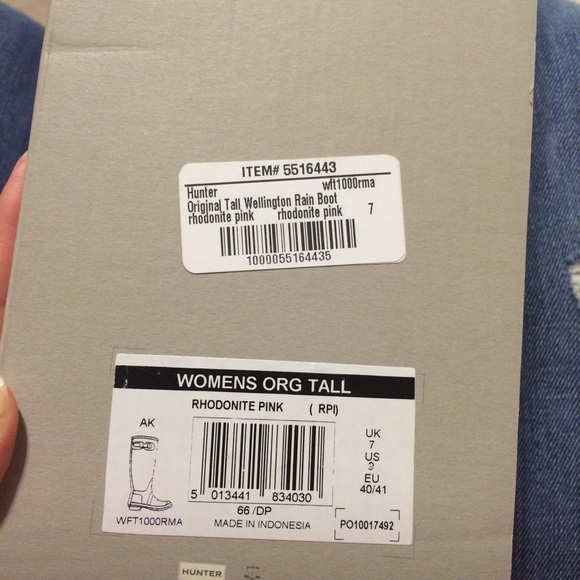 ITEM# 5516443
Hunter wft1000rma
Original Tall Wellington Rain Boot
rhodonite pink rhodonite pink 7
1000055164435
WOMENS ORG TALL
RHODONITE PINK ( RPI)
AK
UK
7
US
9
EU
40/41
5 013441 834030 >
66 /DP
WFT1000RMA
MADE IN INDONESIA
PO10017492
HUNTER